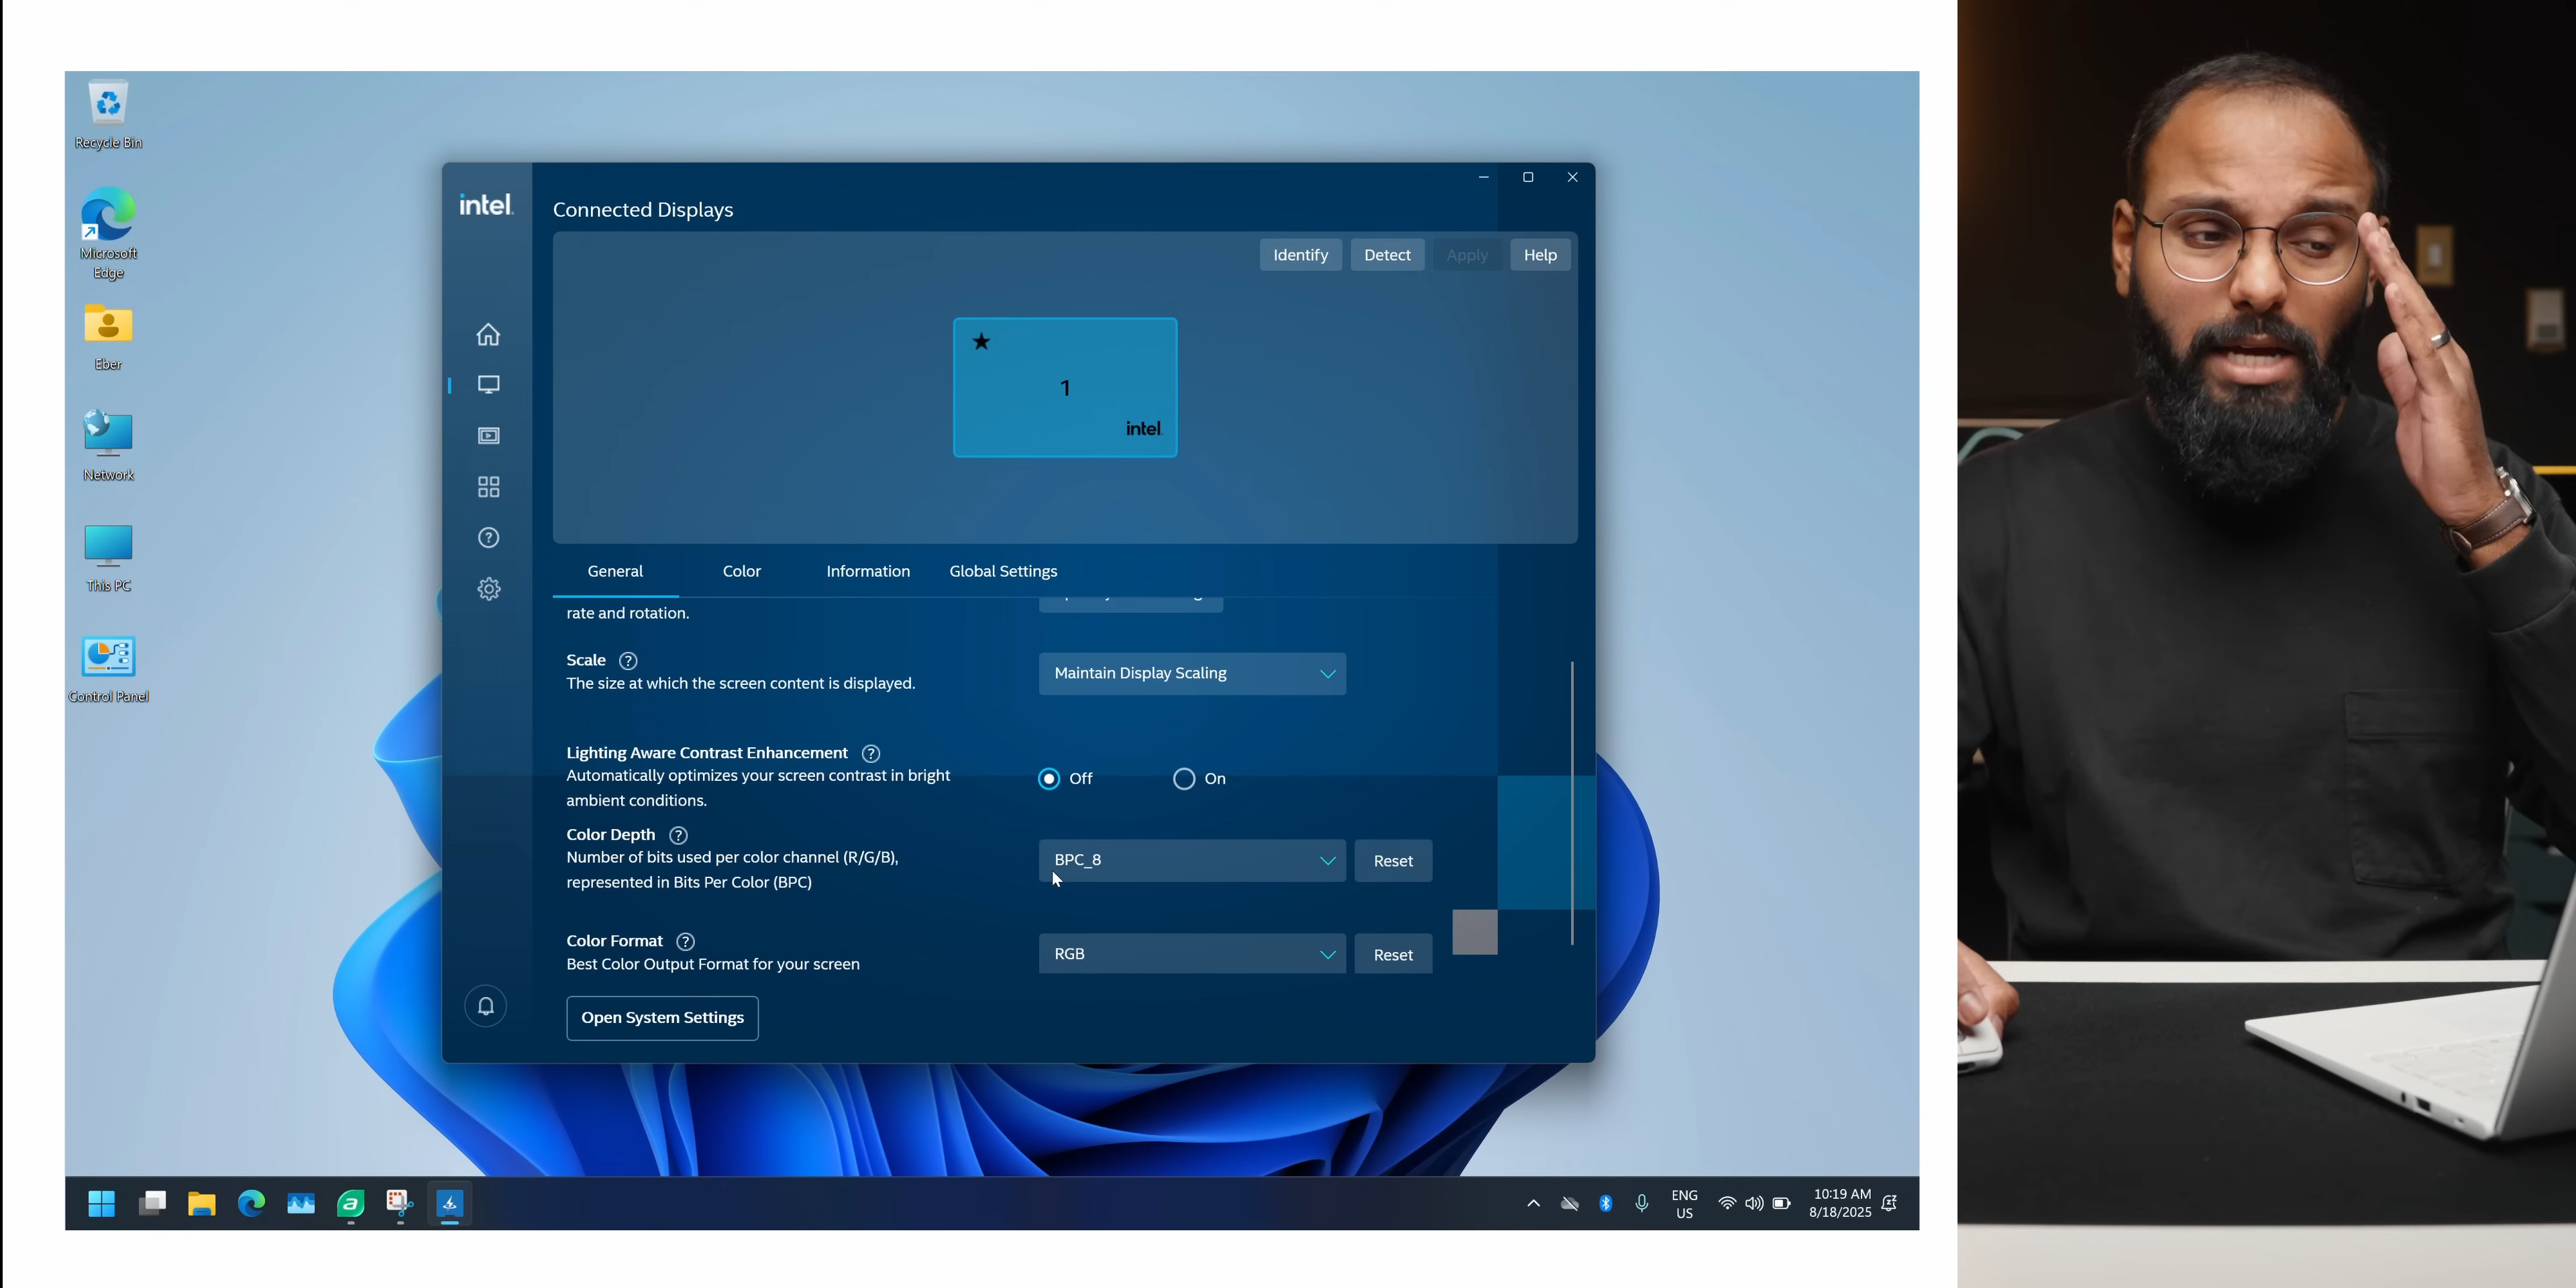 Recycle Bin
Microsoft
Edge
Eber
Network
This PC
Control Panel
intel.
Connected Displays
Identify
Detect
Apply
Help
1
intel.
General
Color
Information
Global Settings
rate and rotation.
Scale ?
The size at which the screen content is displayed.
Maintain Display Scaling
Lighting Aware Contrast Enhancement ?
Automatically optimizes your screen contrast in bright
ambient conditions.
Off
On
Color Depth ?
Number of bits used per color channel (R/G/B),
represented in Bits Per Color (BPC)
BPC_8
Reset
Color Format ?
Best Color Output Format for your screen
RGB
Reset
Open System Settings
ENG
US
10:19 AM
8/18/2025